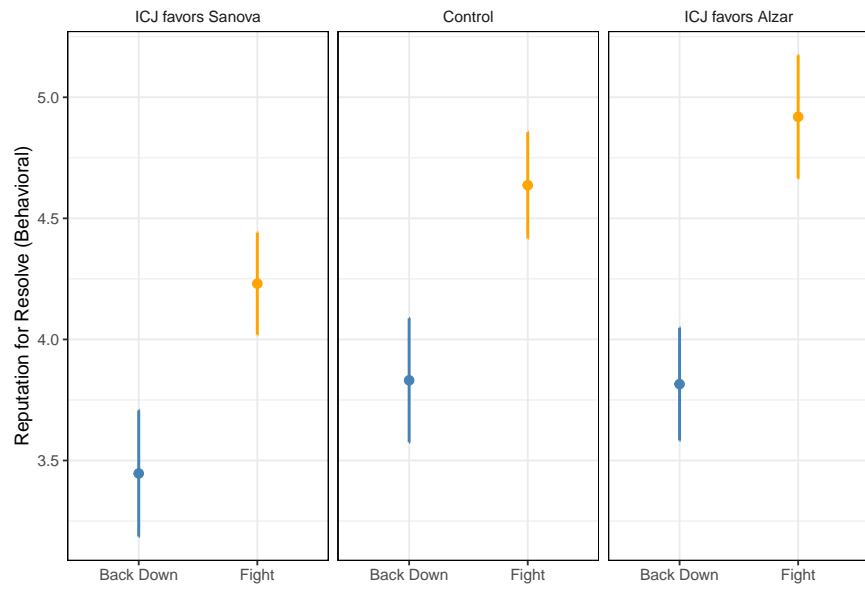 ICJ favors Sanova
Control
ICJ favors Alzar
Reputation for Resolve (Behavioral)
5.0
4.5
4.0
3.5
Back Down
Fight
Back Down
Fight
Back Down
Fight